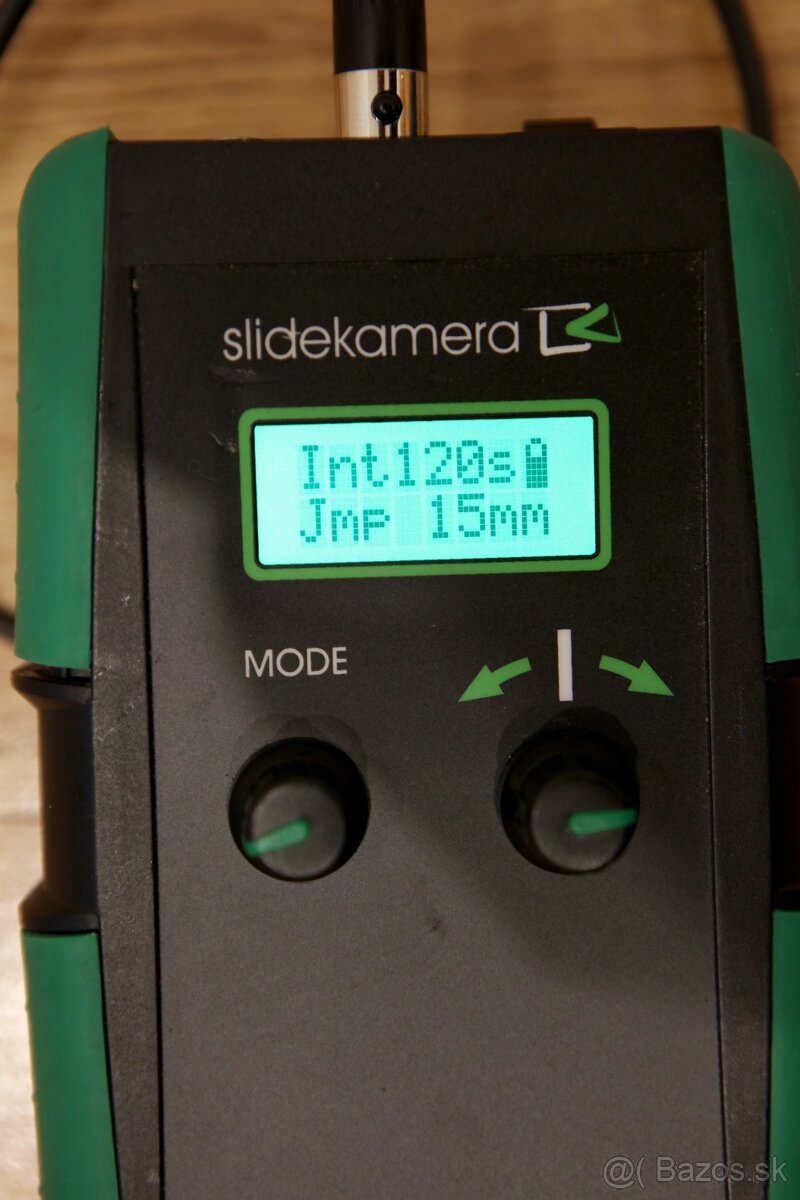 slidekamera
Int120s
Jmp 15mm
MODE
@( Bazos.sk